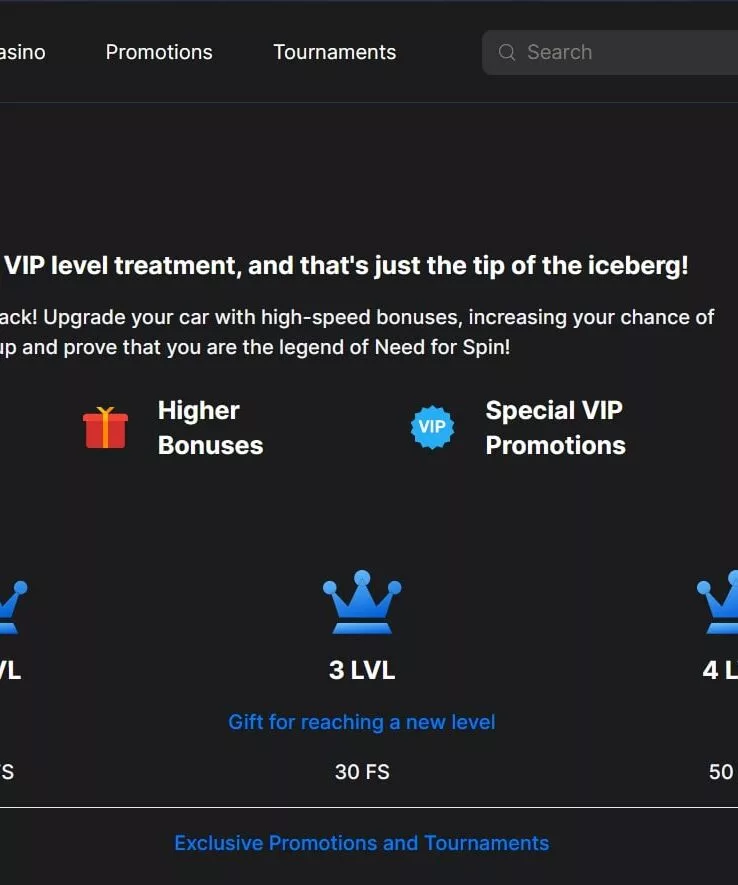 asino Promotions Tournaments Search
VIP level treatment, and that's just the tip of the iceberg!
ack! Upgrade your car with high-speed bonuses, increasing your chance of
up and prove that you are the legend of Need for Spin!
Higher
Bonuses
VIP
Special VIP
Promotions
VL 3 LVL 4 L
Gift for reaching a new level
FS 30 FS 50
Exclusive Promotions and Tournaments